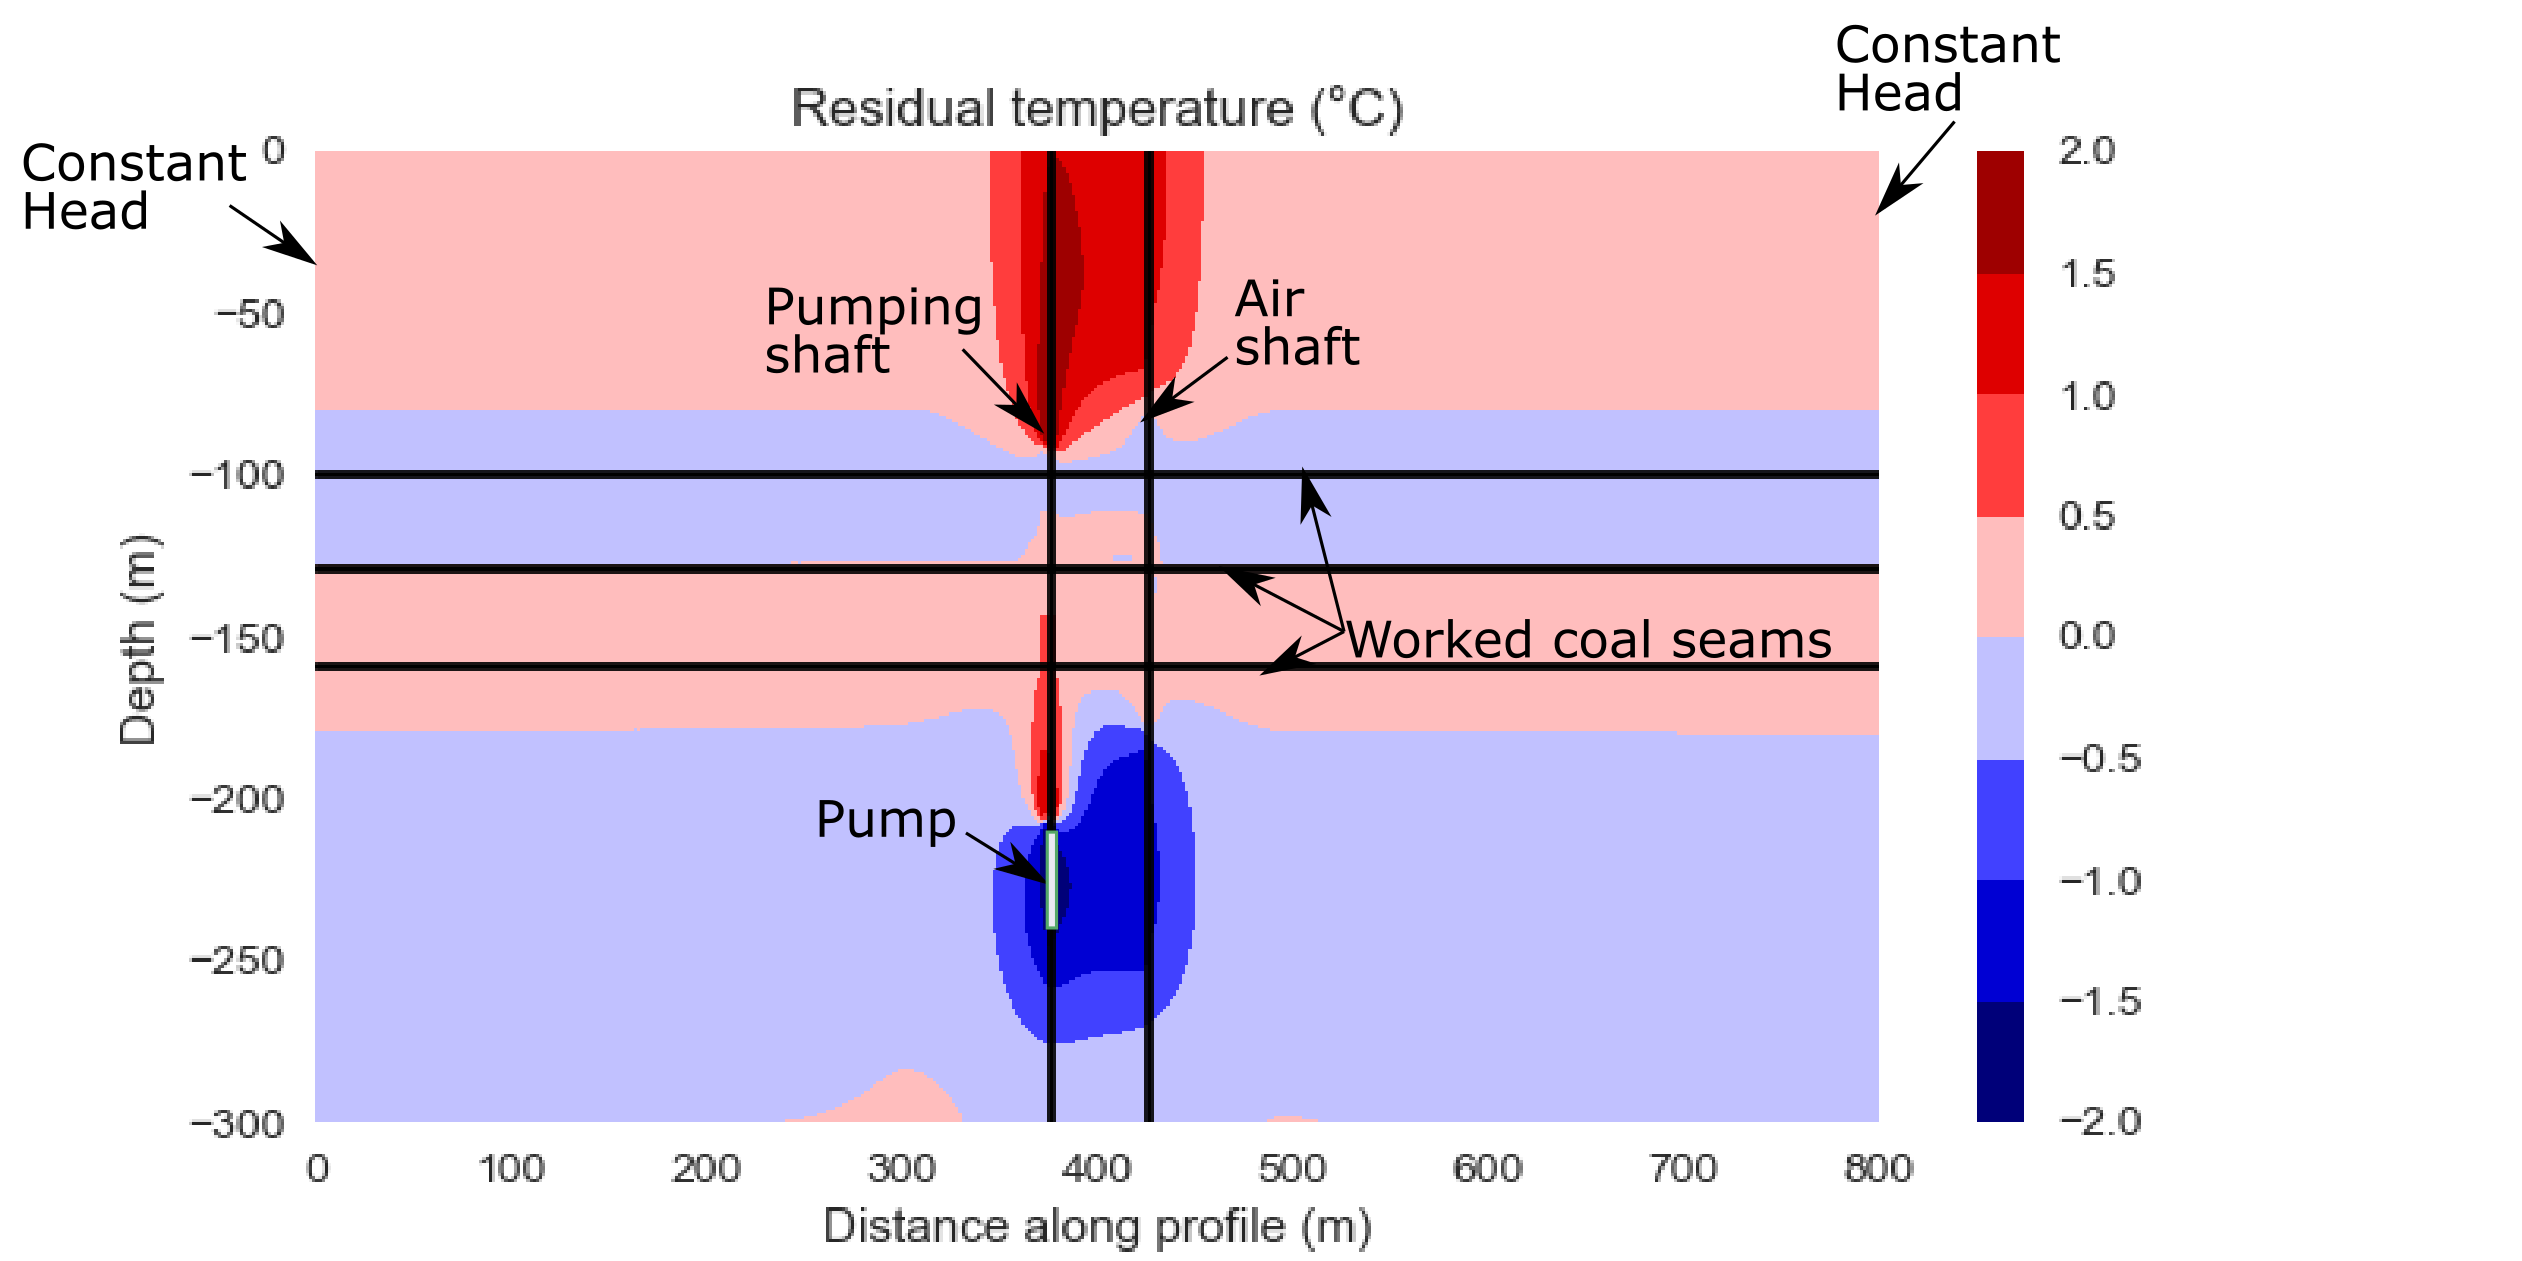 Constant
Head
Residual temperature (°C)
Constant
Head
0
−50
−100
−150
−200
−250
−300
Depth (m)
Pumping
shaft
Air
shaft
Worked coal seams
Pump
0 100 200 300 400 500 600 700 800
Distance along profile (m)
2.0
1.5
1.0
0.5
0.0
−0.5
−1.0
−1.5
−2.0